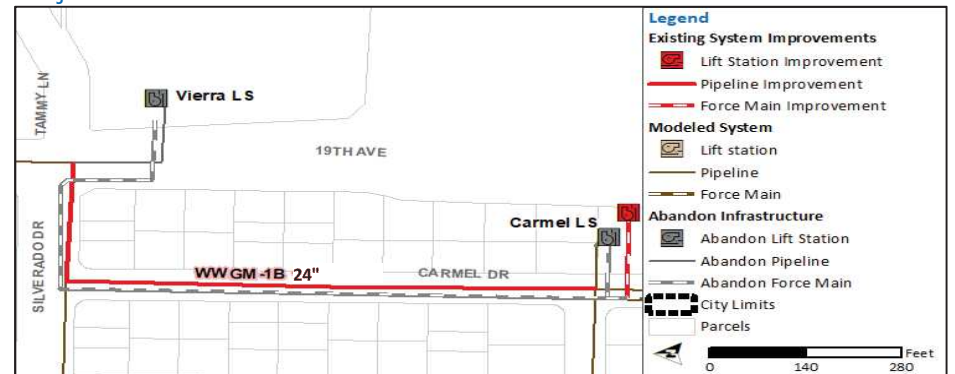 TAMMY LN
Vierra LS
19TH AVE
Carmel LS
WWGM-1B 24"
CARMEL DR
SILVERADO DR
Legend
Existing System Improvements
Lift Station Improvement
Pipeline Improvement
Force Main Improvement
Modeled System
Lift station
Pipeline
Force Main
Abandon Infrastructure
Abandon Lift Station
Abandon Pipeline
Abandon Force Main
City Limits
Parcels
Feet
0 140 280